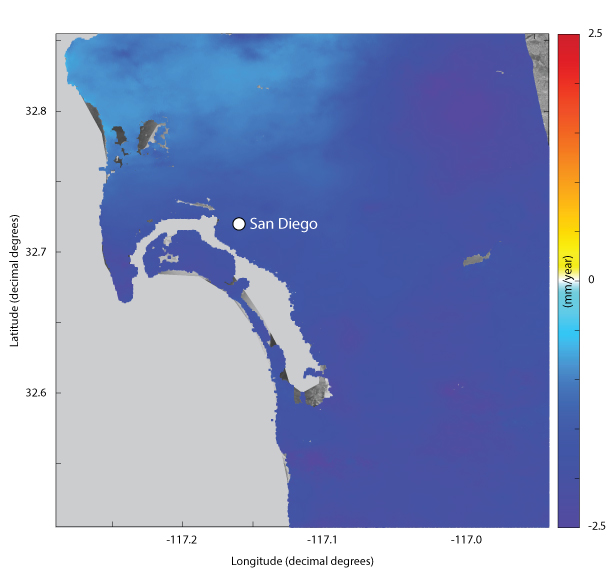 2.5
32.8
San Diego
32.7
0
(mm/year)
Latitude (decimal degrees)
32.6
-2.5
-117.2
-117.1
-117.0
Longitude (decimal degrees)